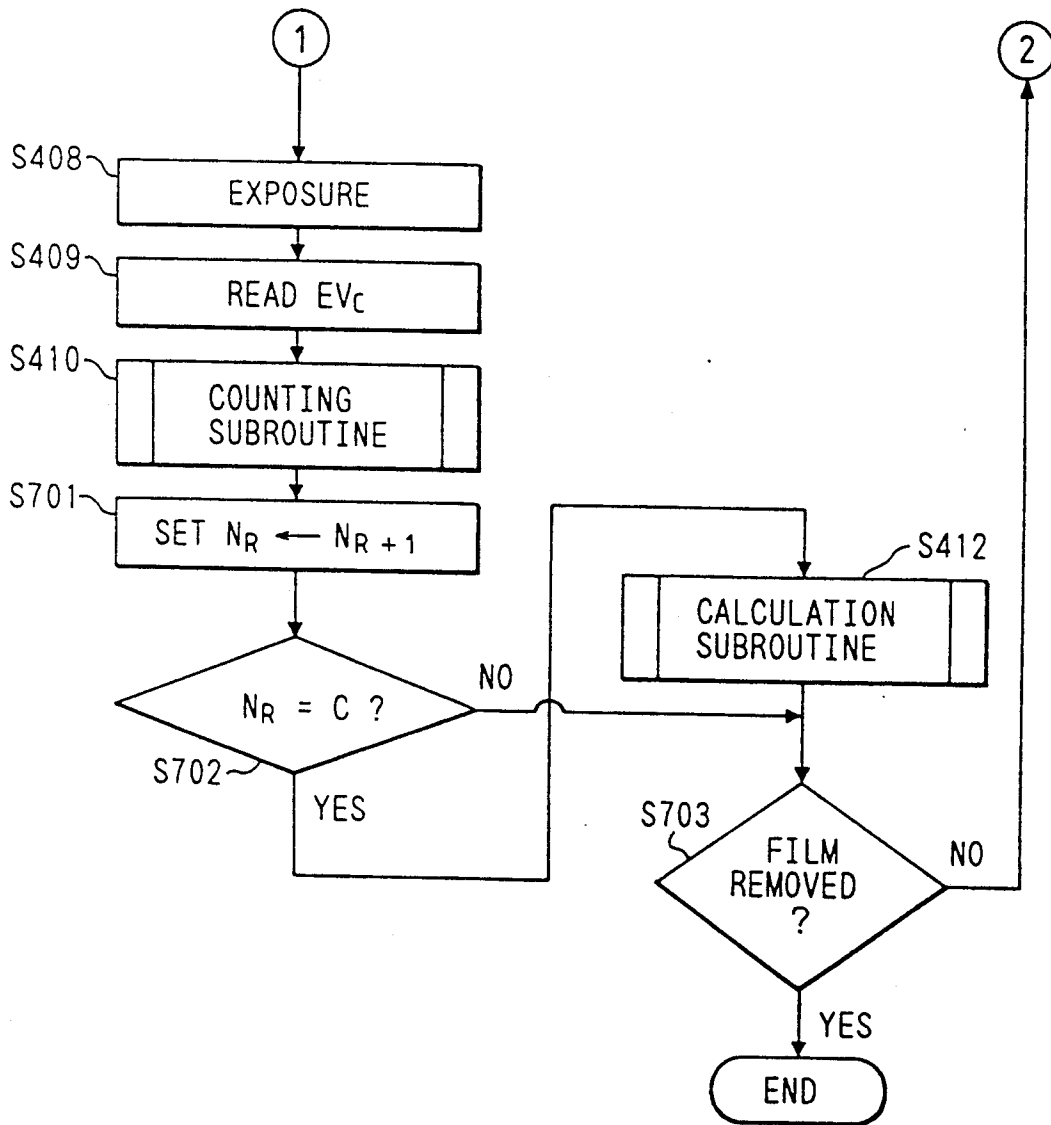 1
2
S408
EXPOSURE
S409
READ EVC
S410
COUNTING
SUBROUTINE
S701
SET NR ← NR+1
NR = C ?
NO
S702
YES
S412
CALCULATION
SUBROUTINE
S703
FILM
REMOVED
?
NO
YES
END